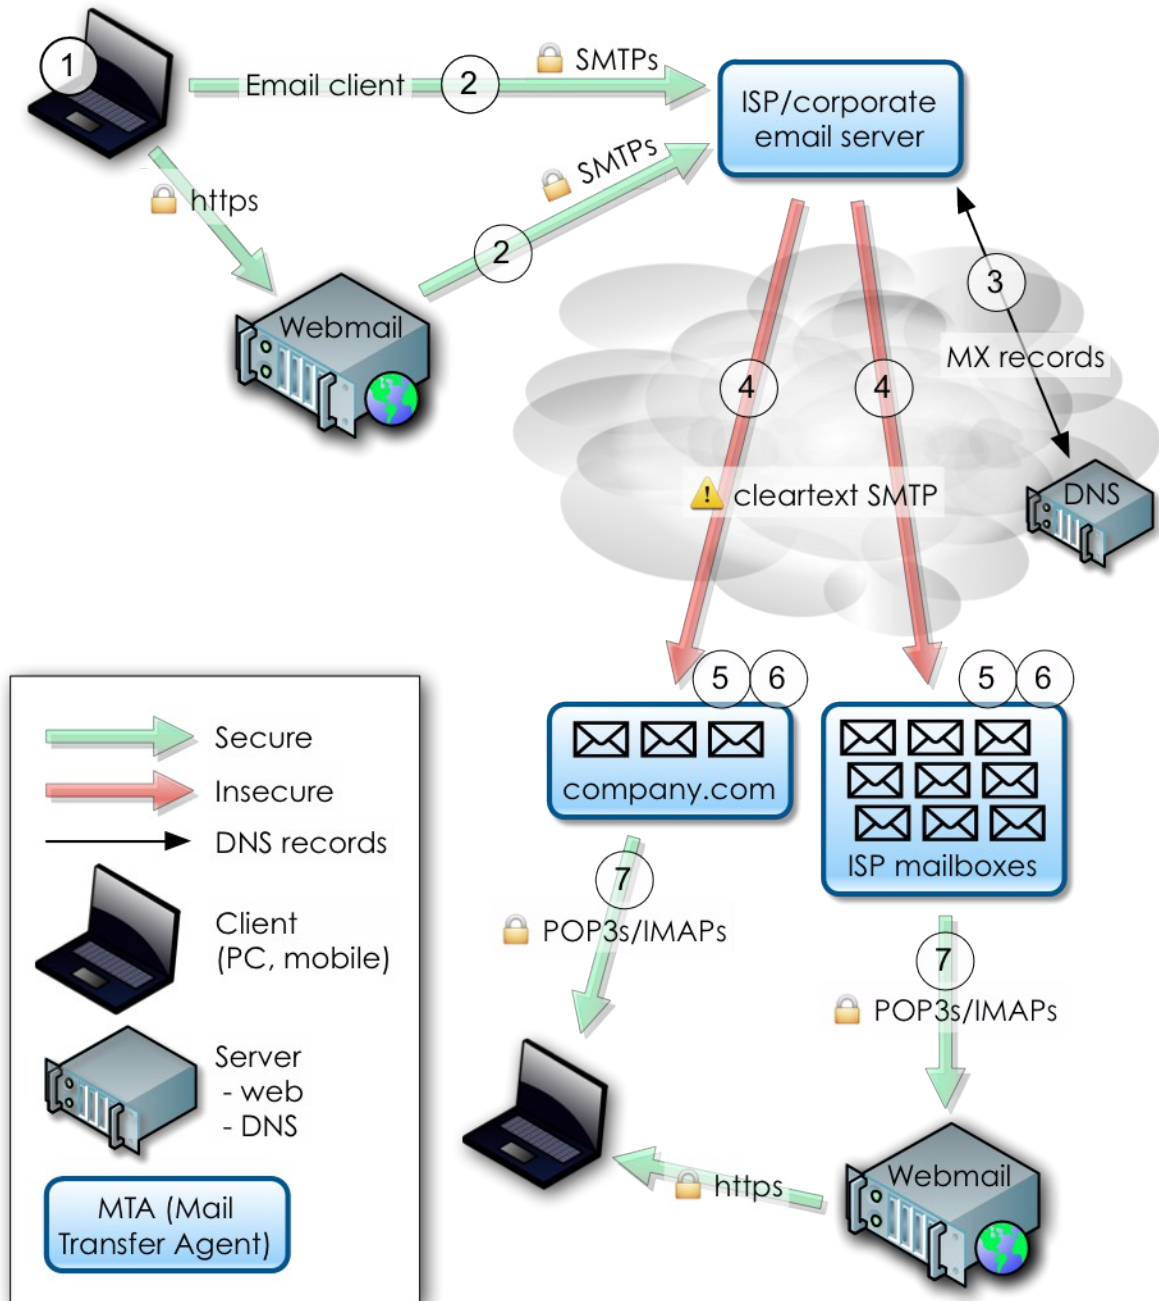 1
Email client
2
SMTPs
ISP/corporate
email server
https
SMTPs
2
Webmail
3
MX records
4
4
cleartext SMTP
DNS
5
6
5
6
company.com
ISP mailboxes
7
POP3s/IMAPs
7
POP3s/IMAPs
https
Webmail
Secure
Insecure
DNS records
Client
(PC, mobile)
Server
- web
- DNS
MTA (Mail
Transfer Agent)